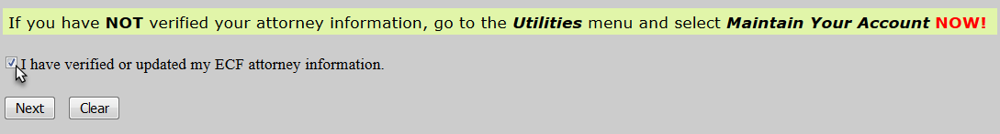 If you have NOT verified your attorney information, go to the Utilities menu and select Maintain Your Account NOW!
I have verified or updated my ECF attorney information.
Next Clear